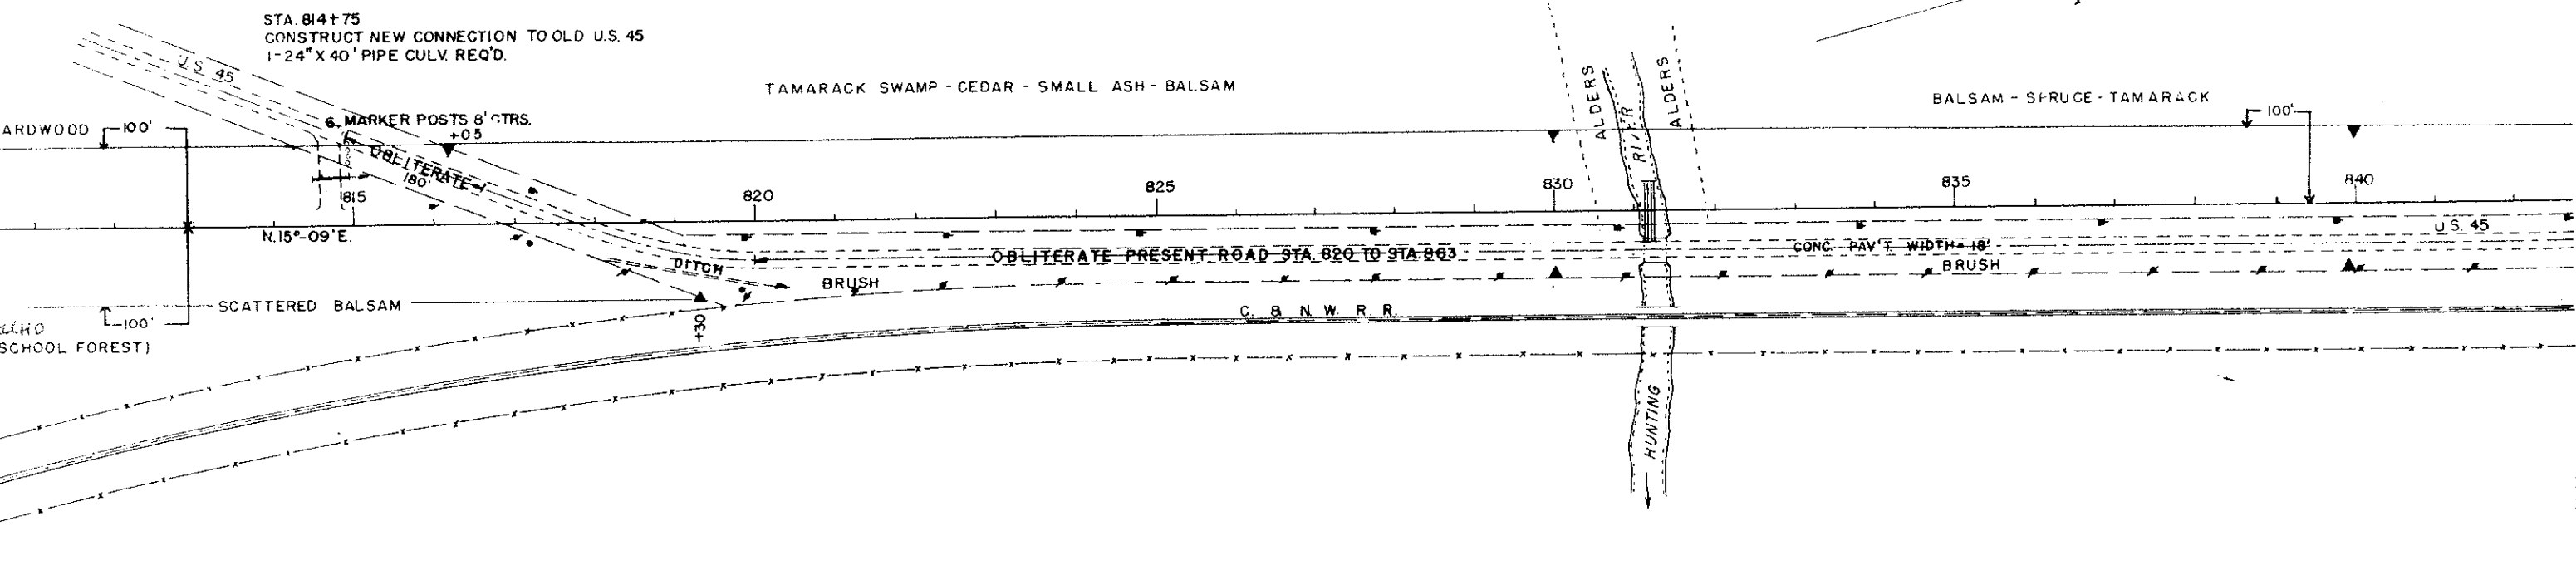 STA. 814+75
CONSTRUCT NEW CONNECTION TO OLD U.S. 45
1-24" X 40' PIPE CULV. REQ'D.
U.S. 45
TAMARACK SWAMP - CEDAR - SMALL ASH - BALSAM
ALDERS
RIVER
ALDERS
BALSAM - SPRUCE - TAMARACK
ARDWOOD
100'
6 MARKER POSTS 8' CTRS.
+05
100'
OBLITERATE
180'
815
820
825
830
835
840
N.15°-09'E.
U.S. 45
CONC. PAV'T. WIDTH = 18'
OBLITERATE PRESENT ROAD STA. 820 TO STA. 863
DITCH
BRUSH
BRUSH
SCATTERED BALSAM
100'
+30
C. & N. W. R. R.
SCHOOL FOREST)
HUNTING